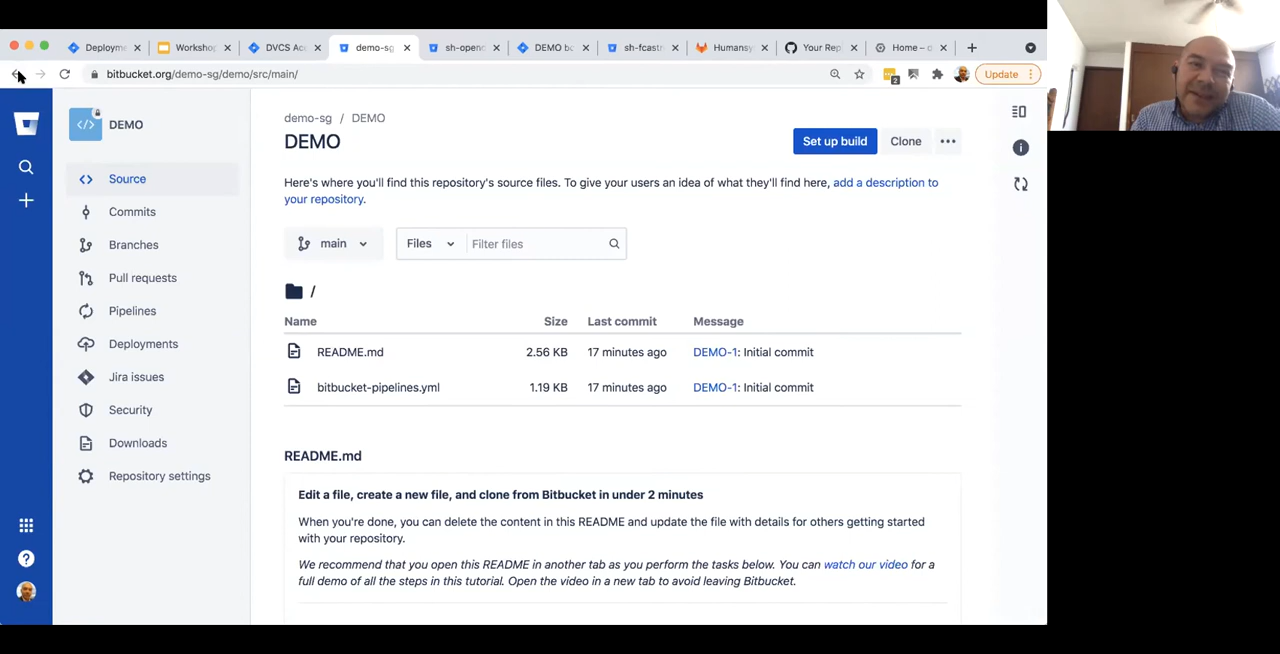 Deploym
Workshop
DVCS Acc
demo-sg
sh-openc
DEMO bo
sh-fcastri
Humansy
Your Rep
Home – o
bitbucket.org/demo-sg/demo/src/main/
2
Update
DEMO
Source
Commits
Branches
Pull requests
Pipelines
Deployments
Jira issues
Security
Downloads
Repository settings
demo-sg / DEMO
DEMO
Set up build
Clone
Here's where you'll find this repository's source files. To give your users an idea of what they'll find here, add a description to
your repository.
main
Files
Filter files
/
Name Size Last commit Message
README.md 2.56 KB 17 minutes ago DEMO-1: Initial commit
bitbucket-pipelines.yml 1.19 KB 17 minutes ago DEMO-1: Initial commit
README.md
Edit a file, create a new file, and clone from Bitbucket in under 2 minutes
When you're done, you can delete the content in this README and update the file with details for others getting started
with your repository.
We recommend that you open this README in another tab as you perform the tasks below. You can watch our video for a
full demo of all the steps in this tutorial. Open the video in a new tab to avoid leaving Bitbucket.